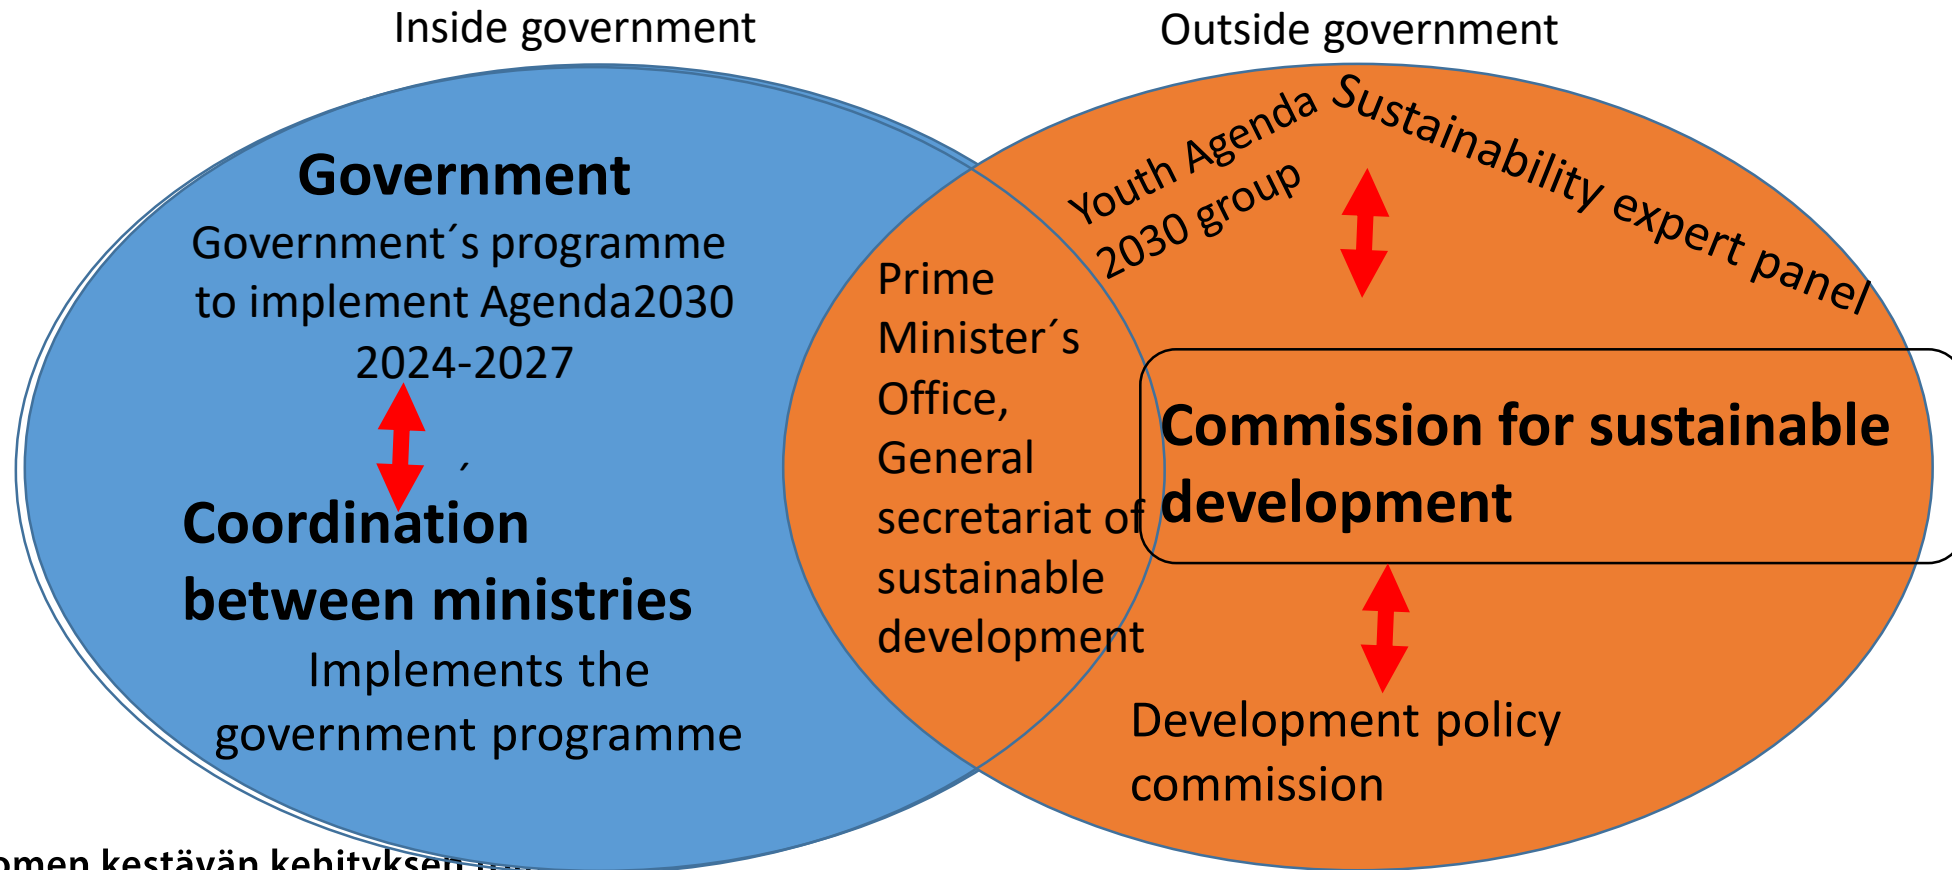 Inside government
Outside government
Government
Government´s programme
to implement Agenda2030
2024-2027
´
Coordination
between ministries
Implements the
government programme
Prime
Minister´s
Office,
General
secretariat of
sustainable
development
Youth Agenda
2030 group
Sustainability expert panel
Commission for sustainable
development
Development policy
commission
kestävän kehityksen